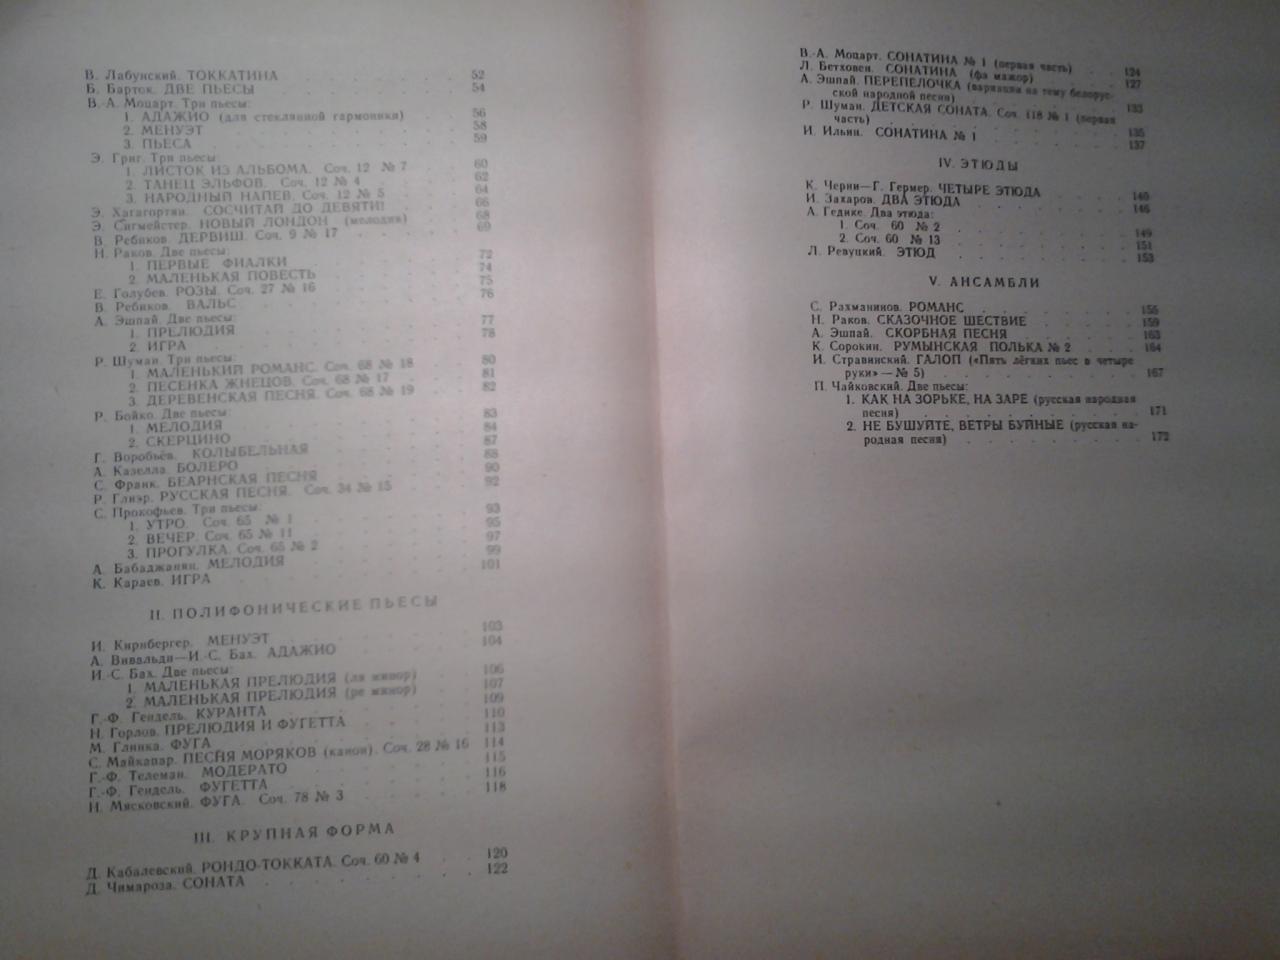 В. Лабунский. ТОККАТИНА 52
Б. Барток. ДВЕ ПЬЕСЫ 54
В.-А. Моцарт. Три пьесы:
1. АДАЖИО (для стеклянной гармоники) 56
2. МЕНУЭТ 58
3. ПЬЕСА 59
Э. Григ. Три пьесы:
1. ЛИСТОК ИЗ АЛЬБОМА. Соч. 12 № 7 60
2. ТАНЕЦ ЭЛЬФОВ. Соч. 12 № 4 62
3. НАРОДНЫЙ НАПЕВ. Соч. 12 № 5 64
Э. Хагагортян. СОСЧИТАЙ ДО ДЕВЯТИ! 66
Э. Сигмейстер. НОВЫЙ ЛОНДОН (мелодия) 68
В. Ребиков. ДЕРВИШ. Соч. 9 № 17 69
Н. Раков. Две пьесы:
1. ПЕРВЫЕ ФИАЛКИ 72
2. МАЛЕНЬКАЯ ПОВЕСТЬ 74
Е. Голубев. РОЗЫ. Соч. 27 № 16 75
В. Ребиков. ВАЛЬС 76
А. Эшпай. Две пьесы:
1. ПРЕЛЮДИЯ 77
2. ИГРА 78
Р. Шуман. Три пьесы:
1. МАЛЕНЬКИЙ РОМАНС. Соч. 68 № 18 80
2. ПЕСЕНКА ЖНЕЦОВ. Соч. 68 № 17 81
3. ДЕРЕВЕНСКАЯ ПЕСНЯ. Соч. 68 № 19 82
Р. Бойко. Две пьесы:
1. МЕЛОДИЯ 83
2. СКЕРЦИНО 84
Г. Воробьёв. КОЛЫБЕЛЬНАЯ 87
А. Казелла. БОЛЕРО 88
С. Франк. БЕАРНСКАЯ ПЕСНЯ 90
Р. Глиэр. РУССКАЯ ПЕСНЯ. Соч. 34 № 15 92
С. Прокофьев. Три пьесы:
1. УТРО. Соч. 65 № 1 93
2. ВЕЧЕР. Соч. 65 № 11 95
3. ПРОГУЛКА. Соч. 65 № 2 97
А. Бабаджанян. МЕЛОДИЯ 99
К. Караев. ИГРА 101
II. ПОЛИФОНИЧЕСКИЕ ПЬЕСЫ
И. Кирнбергер. МЕНУЭТ 103
А. Вивальди—И.-С. Бах. АДАЖИО 104
И.-С. Бах. Две пьесы:
1. МАЛЕНЬКАЯ ПРЕЛЮДИЯ (ля минор) 106
2. МАЛЕНЬКАЯ ПРЕЛЮДИЯ (ре минор) 107
Г.-Ф. Гендель. КУРАНТА 109
Н. Горлов. ПРЕЛЮДИЯ И ФУГЕТТА 110
М. Глинка. ФУГА 113
С. Майкапар. ПЕСНЯ МОРЯКОВ (канон). Соч. 28 № 16 114
Г.-Ф. Телеман. МОДЕРАТО 115
Г.-Ф. Гендель. ФУГЕТТА 116
Н. Мясковский. ФУГА. Соч. 78 № 3 118
III. КРУПНАЯ ФОРМА
Д. Кабалевский. РОНДО-ТОККАТА. Соч. 60 № 4 120
Д. Чимароза. СОНАТА 122
В.-А. Моцарт. СОНАТИНА № 1 (первая часть) 124
Л. Бетховен. СОНАТИНА (фа мажор) 127
А. Эшпай. ПЕРЕПЕЛОЧКА (вариации на тему белорус-
ской народной песни) 133
Р. Шуман. ДЕТСКАЯ СОНАТА. Соч. 118 № 1 (первая
часть) 135
И. Ильин. СОНАТИНА № 1 137
IV. ЭТЮДЫ
К. Черни—Г. Гермер. ЧЕТЫРЕ ЭТЮДА 140
И. Захаров. ДВА ЭТЮДА 146
А. Гедике. Два этюда:
1. Соч. 60 № 2 149
2. Соч. 60 № 13 151
Л. Ревуцкий. ЭТЮД 153
V. АНСАМБЛИ
С. Рахманинов. РОМАНС 155
Н. Раков. СКАЗОЧНОЕ ШЕСТВИЕ 159
А. Эшпай. СКОРБНАЯ ПЕСНЯ 163
К. Сорокин. РУМЫНСКАЯ ПОЛЬКА № 2 164
И. Стравинский. ГАЛОП («Пять лёгких пьес в четыре
руки» — № 5) 167
П. Чайковский. Две пьесы:
1. КАК НА ЗОРЬКЕ, НА ЗАРЕ (русская народная
песня) 171
2. НЕ БУШУЙТЕ, ВЕТРЫ БУЙНЫЕ (русская на-
родная песня) 172